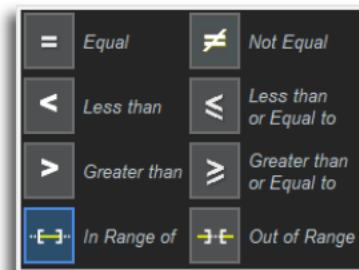 = Equal ≠ Not Equal
< Less than ≤ Less than
or Equal to
> Greater than ≥ Greater than
or Equal to
In Range of Out of Range